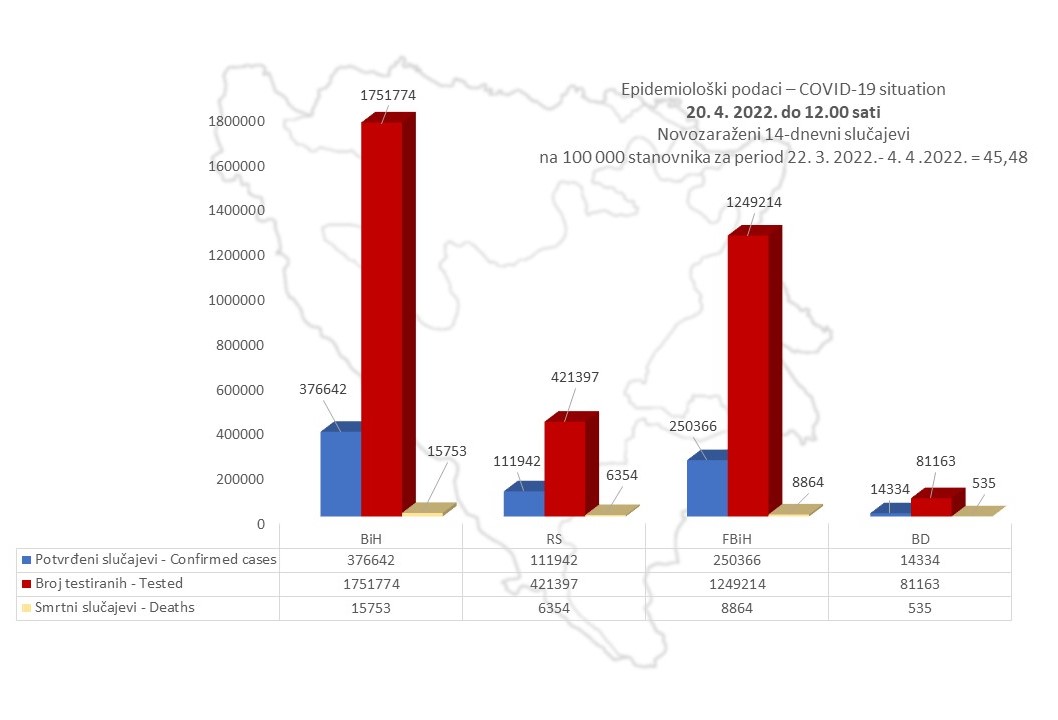 Epidemiološki podaci – COVID-19 situation
20. 4. 2022. do 12.00 sati
Novozaraženi 14-dnevni slučajevi
na 100 000 stanovnika za period 22. 3. 2022.- 4. 4 .2022. = 45,48
1800000
1600000
1400000
1200000
1000000
800000
600000
400000
200000
0
376642
1751774
15753
111942
421397
6354
250366
1249214
8864
14334
81163
535
BiH RS FBiH BD
Potvrđeni slučajevi - Confirmed cases 376642 111942 250366 14334
Broj testiranih - Tested 1751774 421397 1249214 81163
Smrtni slučajevi - Deaths 15753 6354 8864 535